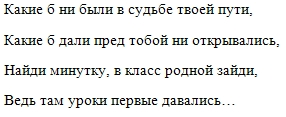 Какие б ни были в судьбе твоей пути,
Какие б дали пред тобой ни открывались,
Найди минутку, в класс родной зайди,
Ведь там уроки первые давались…